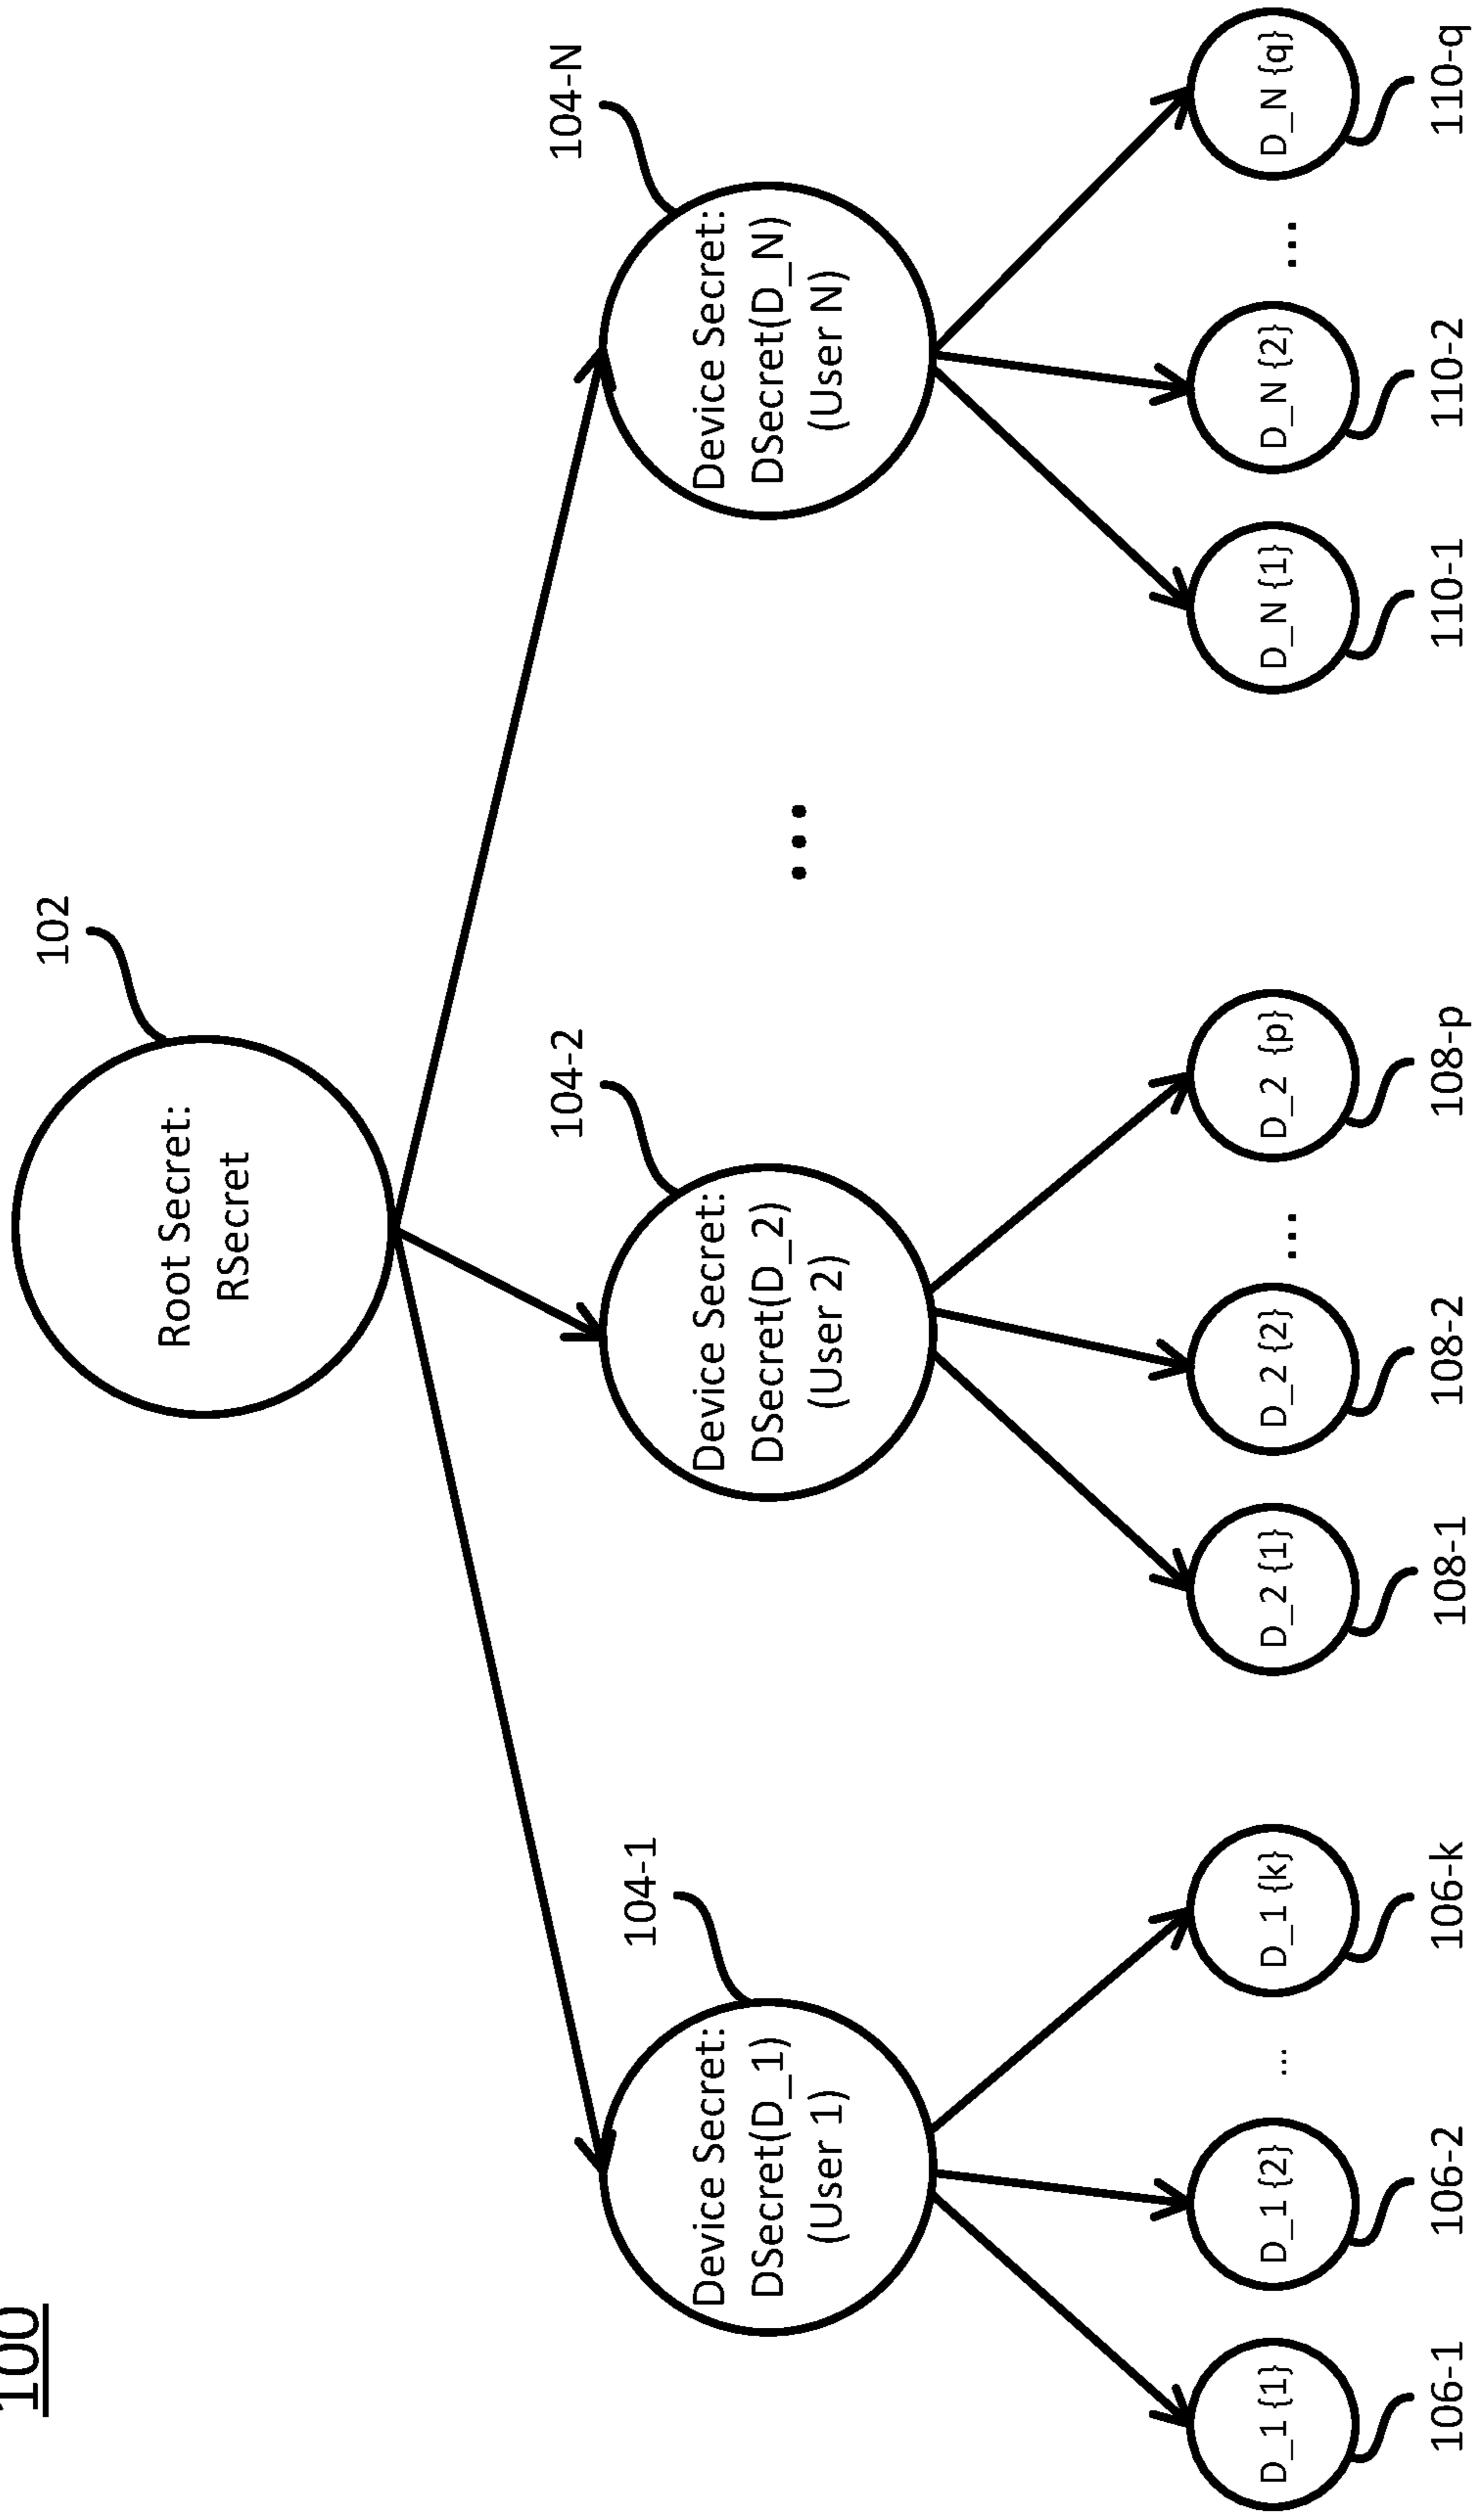 100
102
Root Secret:
RSecret
104-1
104-2
104-N
Device Secret:
DSecret(D_1)
(User 1)
Device Secret:
DSecret(D_2)
(User 2)
...
Device Secret:
DSecret(D_N)
(User N)
D_1 {1}
D_1 {2}
...
D_1 {k}
D_2 {1}
D_2 {2}
...
D_2 {p}
D_N {1}
D_N {2}
...
D_N {q}
106-1
106-2
106-k
108-1
108-2
108-p
110-1
110-2
110-q